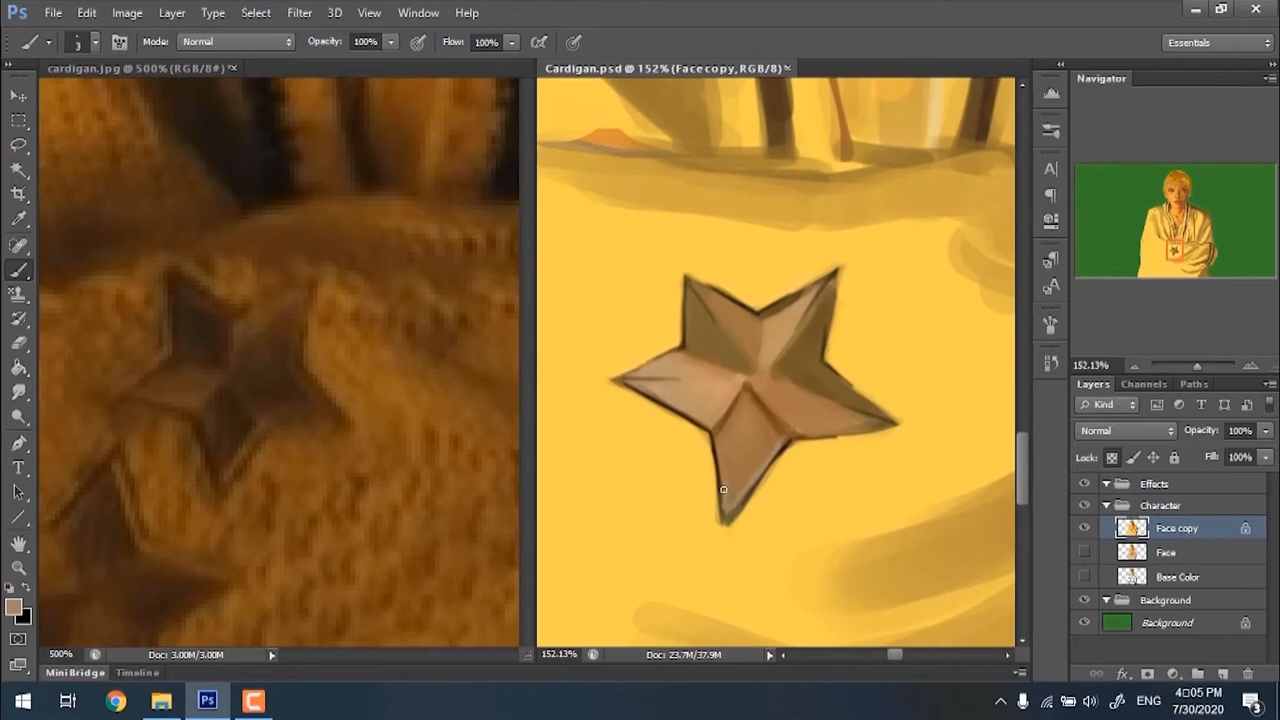 Ps File Edit Image Layer Type Select Filter 3D View Window Help
3 Mode: Normal Opacity: 100% Flow: 100% Essentials
cardigan.jpg @ 500% (RGB/8#) * Cardigan.psd @ 152% (Face copy, RGB/8)
Navigator
152.13%
Layers Channels Paths
Kind
Normal Opacity: 100%
Lock: Fill: 100%
Effects
Character
Face copy
Face
Base Color
Background
Background
500% Doc: 3.00M/3.00M 152.13% Doc: 23.7M/37.9M
Mini Bridge Timeline
ENG
4:05 PM
7/30/2020
3